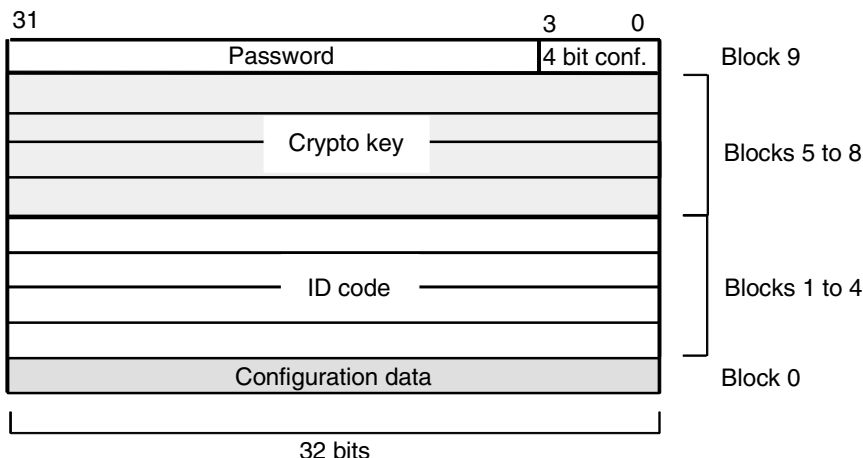 31 3 0
Password 4 bit conf. Block 9
Crypto key Blocks 5 to 8
ID code Blocks 1 to 4
Configuration data Block 0
32 bits